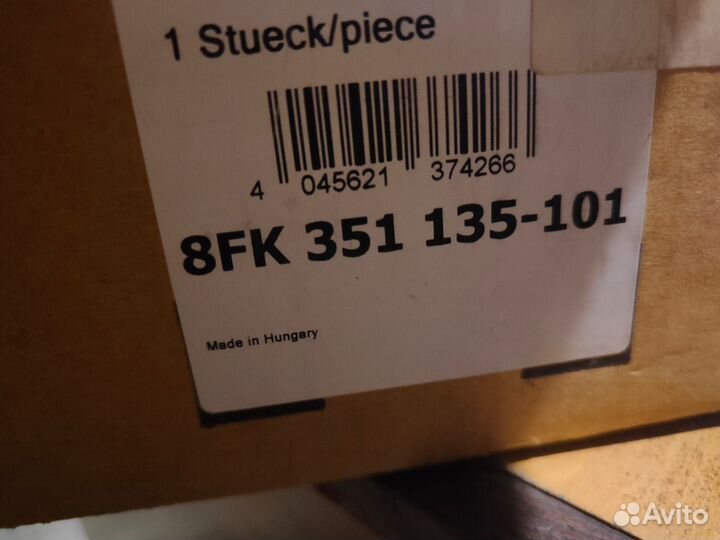 1 Stueck/piece
4 045621 374266
8FK 351 135-101
Made in Hungary
Avito